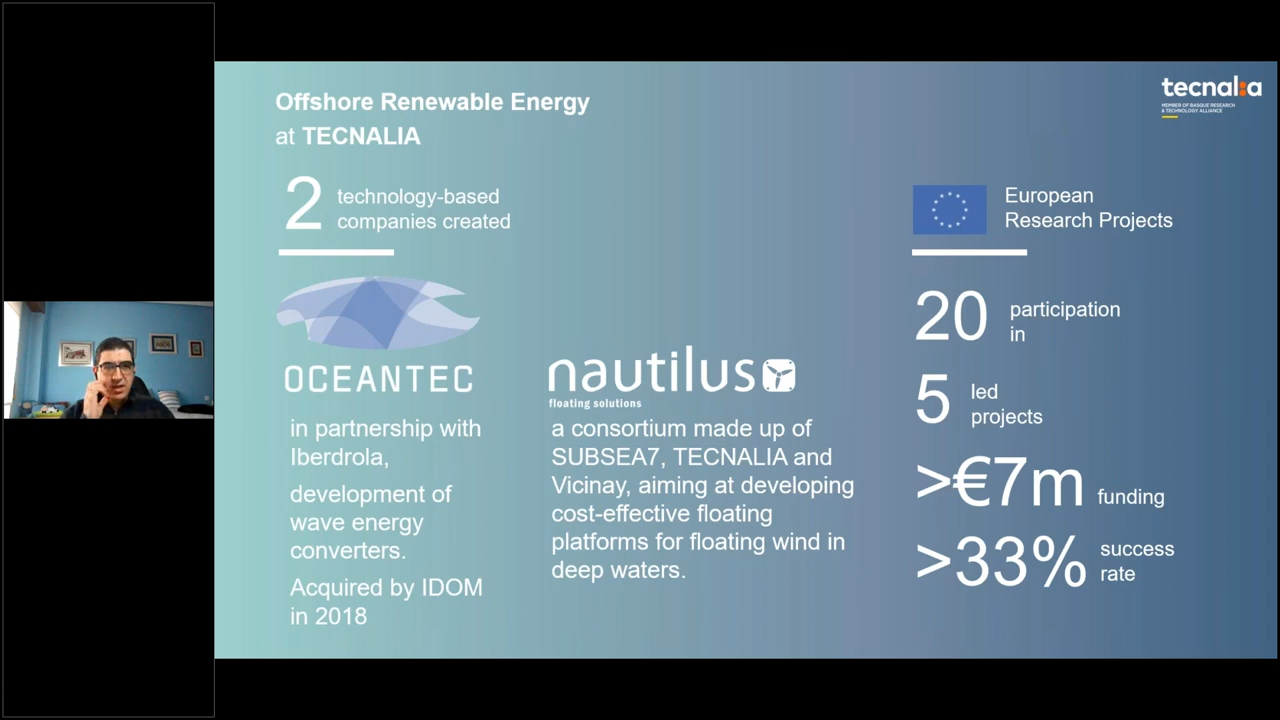 Offshore Renewable Energy
at TECNALIA
tecnalia
MEMBER OF BASQUE RESEARCH
& TECHNOLOGY ALLIANCE
2
technology-based
companies created
OCEANTEC
in partnership with
Iberdrola,
development of
wave energy
converters.
Acquired by IDOM
in 2018
nautilus
floating solutions
a consortium made up of
SUBSEA7, TECNALIA and
Vicinay, aiming at developing
cost-effective floating
platforms for floating wind in
deep waters.
European
Research Projects
20
participation
in
5
led
projects
>€7m funding
>33%
success
rate